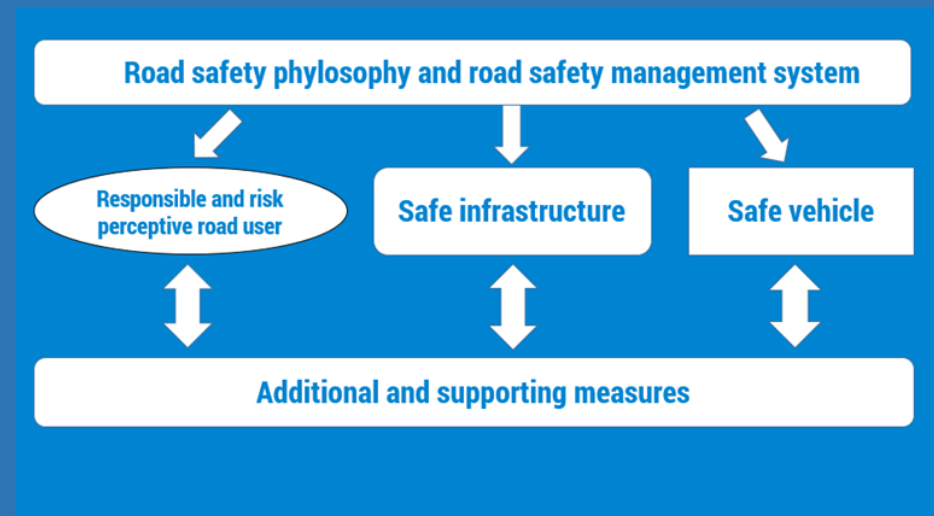 Road safety phylosophy and road safety management system
Responsible and risk
perceptive road user
Safe infrastructure
Safe vehicle
Additional and supporting measures